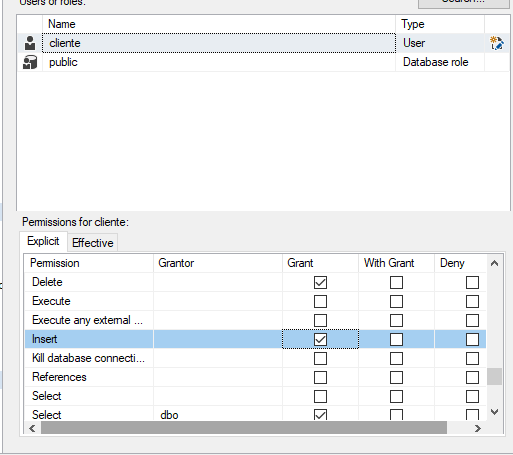 Users or roles:
Search...
Name Type
cliente User
public Database role
Permissions for cliente:
Explicit Effective
Permission Grantor Grant With Grant Deny
Delete
Execute
Execute any external ...
Insert
Kill database connecti...
References
Select
Select dbo